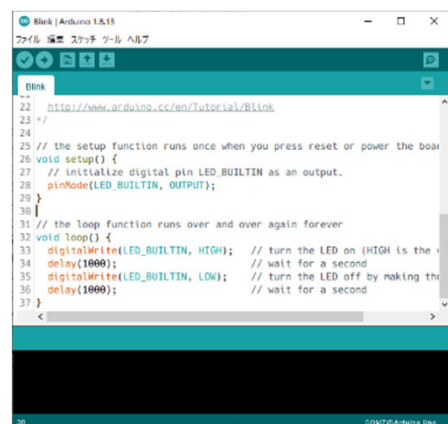 Blink | Arduino 1.8.13
ファイル 編集 スケッチ ツール ヘルプ
Blink
22 http://www.arduino.cc/en/Tutorial/Blink
23 */
24
25 // the setup function runs once when you press reset or power the boar
26 void setup() {
27 // initialize digital pin LED_BUILTIN as an output.
28 pinMode(LED_BUILTIN, OUTPUT);
29 }
30
31 // the loop function runs over and over again forever
32 void loop() {
33 digitalWrite(LED_BUILTIN, HIGH); // turn the LED on (HIGH is the
34 delay(1000); // wait for a second
35 digitalWrite(LED_BUILTIN, LOW); // turn the LED off by making the
36 delay(1000); // wait for a second
37 }
30
Arduino Uno